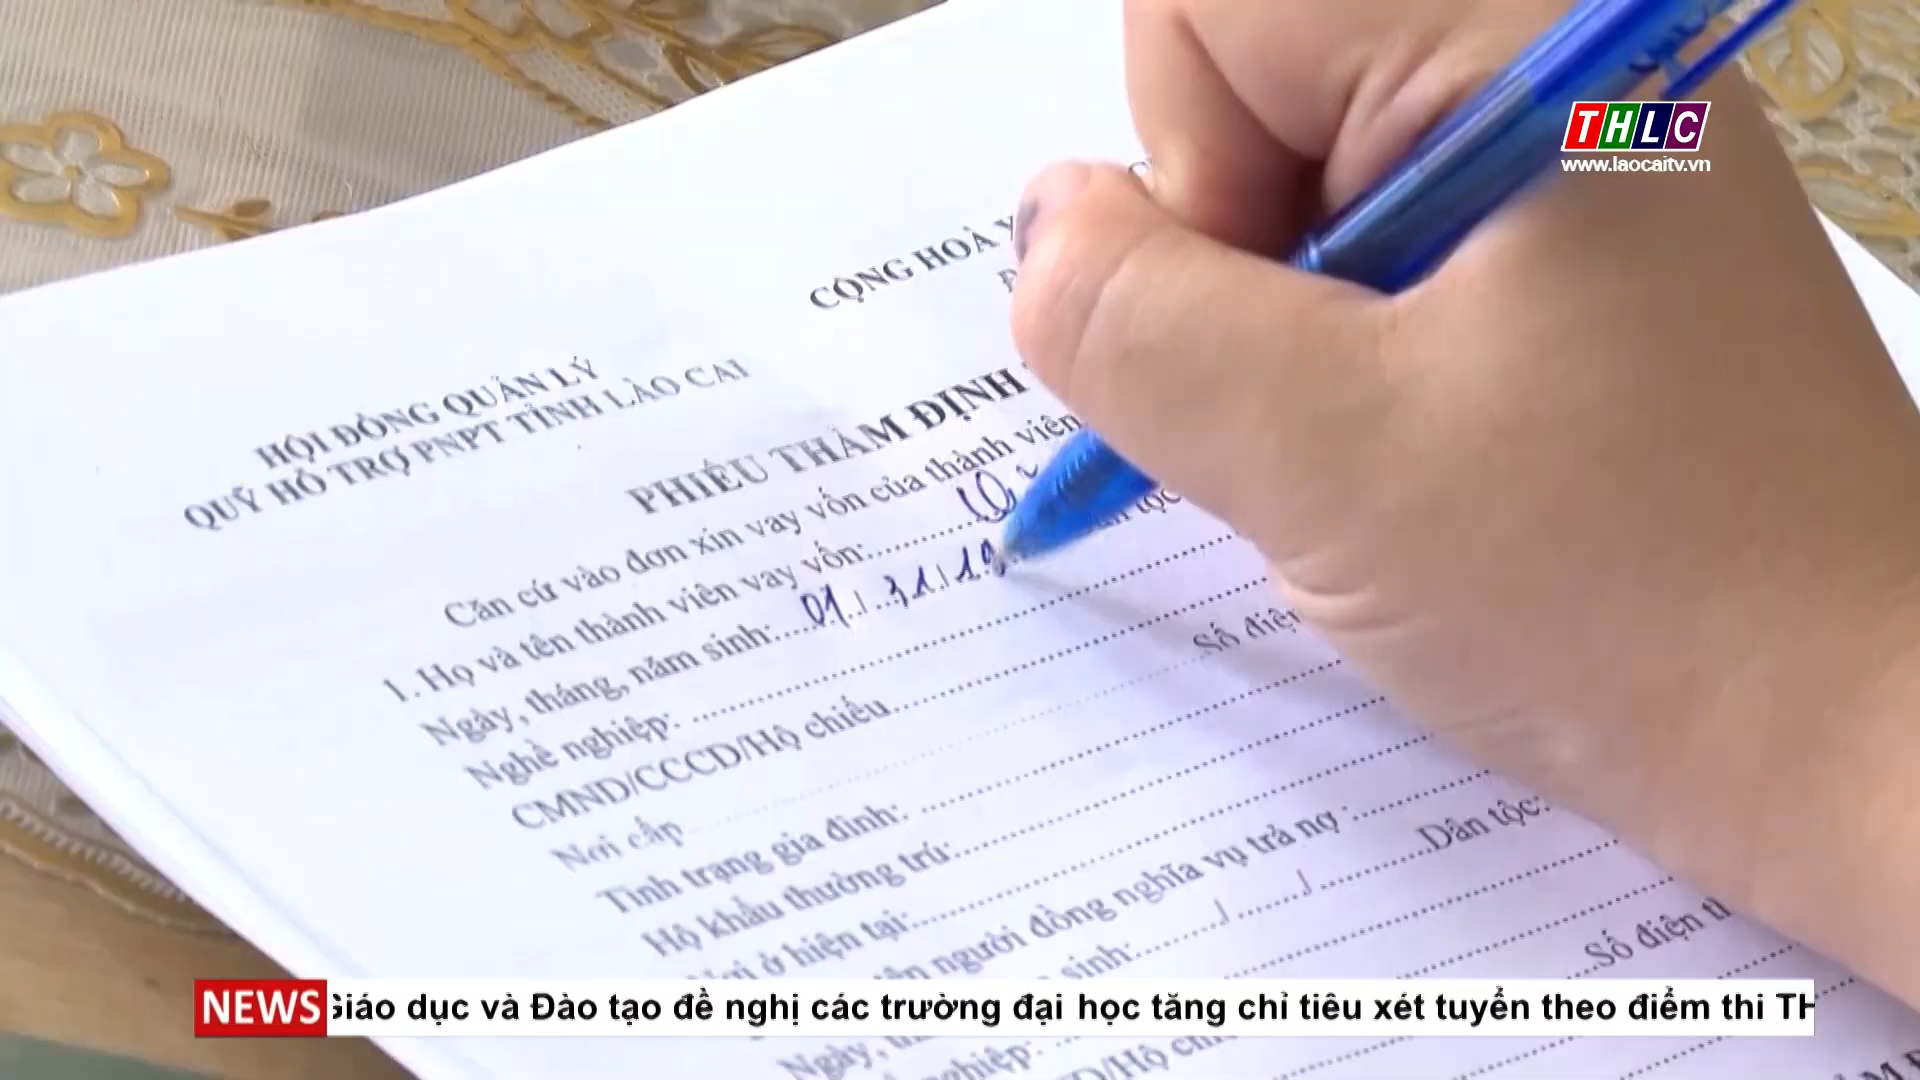 THLC
www.laocaitv.vn
CỘNG HOÀ
HỘI ĐỒNG QUẢN LÝ
QUỸ HỖ TRỢ PNPT TỈNH LÀO CAI
PHIẾU THẨM ĐỊNH
Căn cứ vào đơn xin vay vốn của thành viên
1. Họ và tên thành viên vay vốn:
Ngày, tháng, năm sinh: / 31 / 19
Nghề nghiệp:
CMND/CCCD/Hộ chiếu
Số điện
Nơi cấp
Tình trạng gia đình:
Hộ khẩu thường trú:
ở hiện tại:
người đồng nghĩa vụ trả nợ :
sinh: / / Dân tộc:
Số điện
NEWS Giáo dục và Đào tạo đề nghị các trường đại học tăng chỉ tiêu xét tuyển theo điểm thi TH
Ngày,
nghiệp: